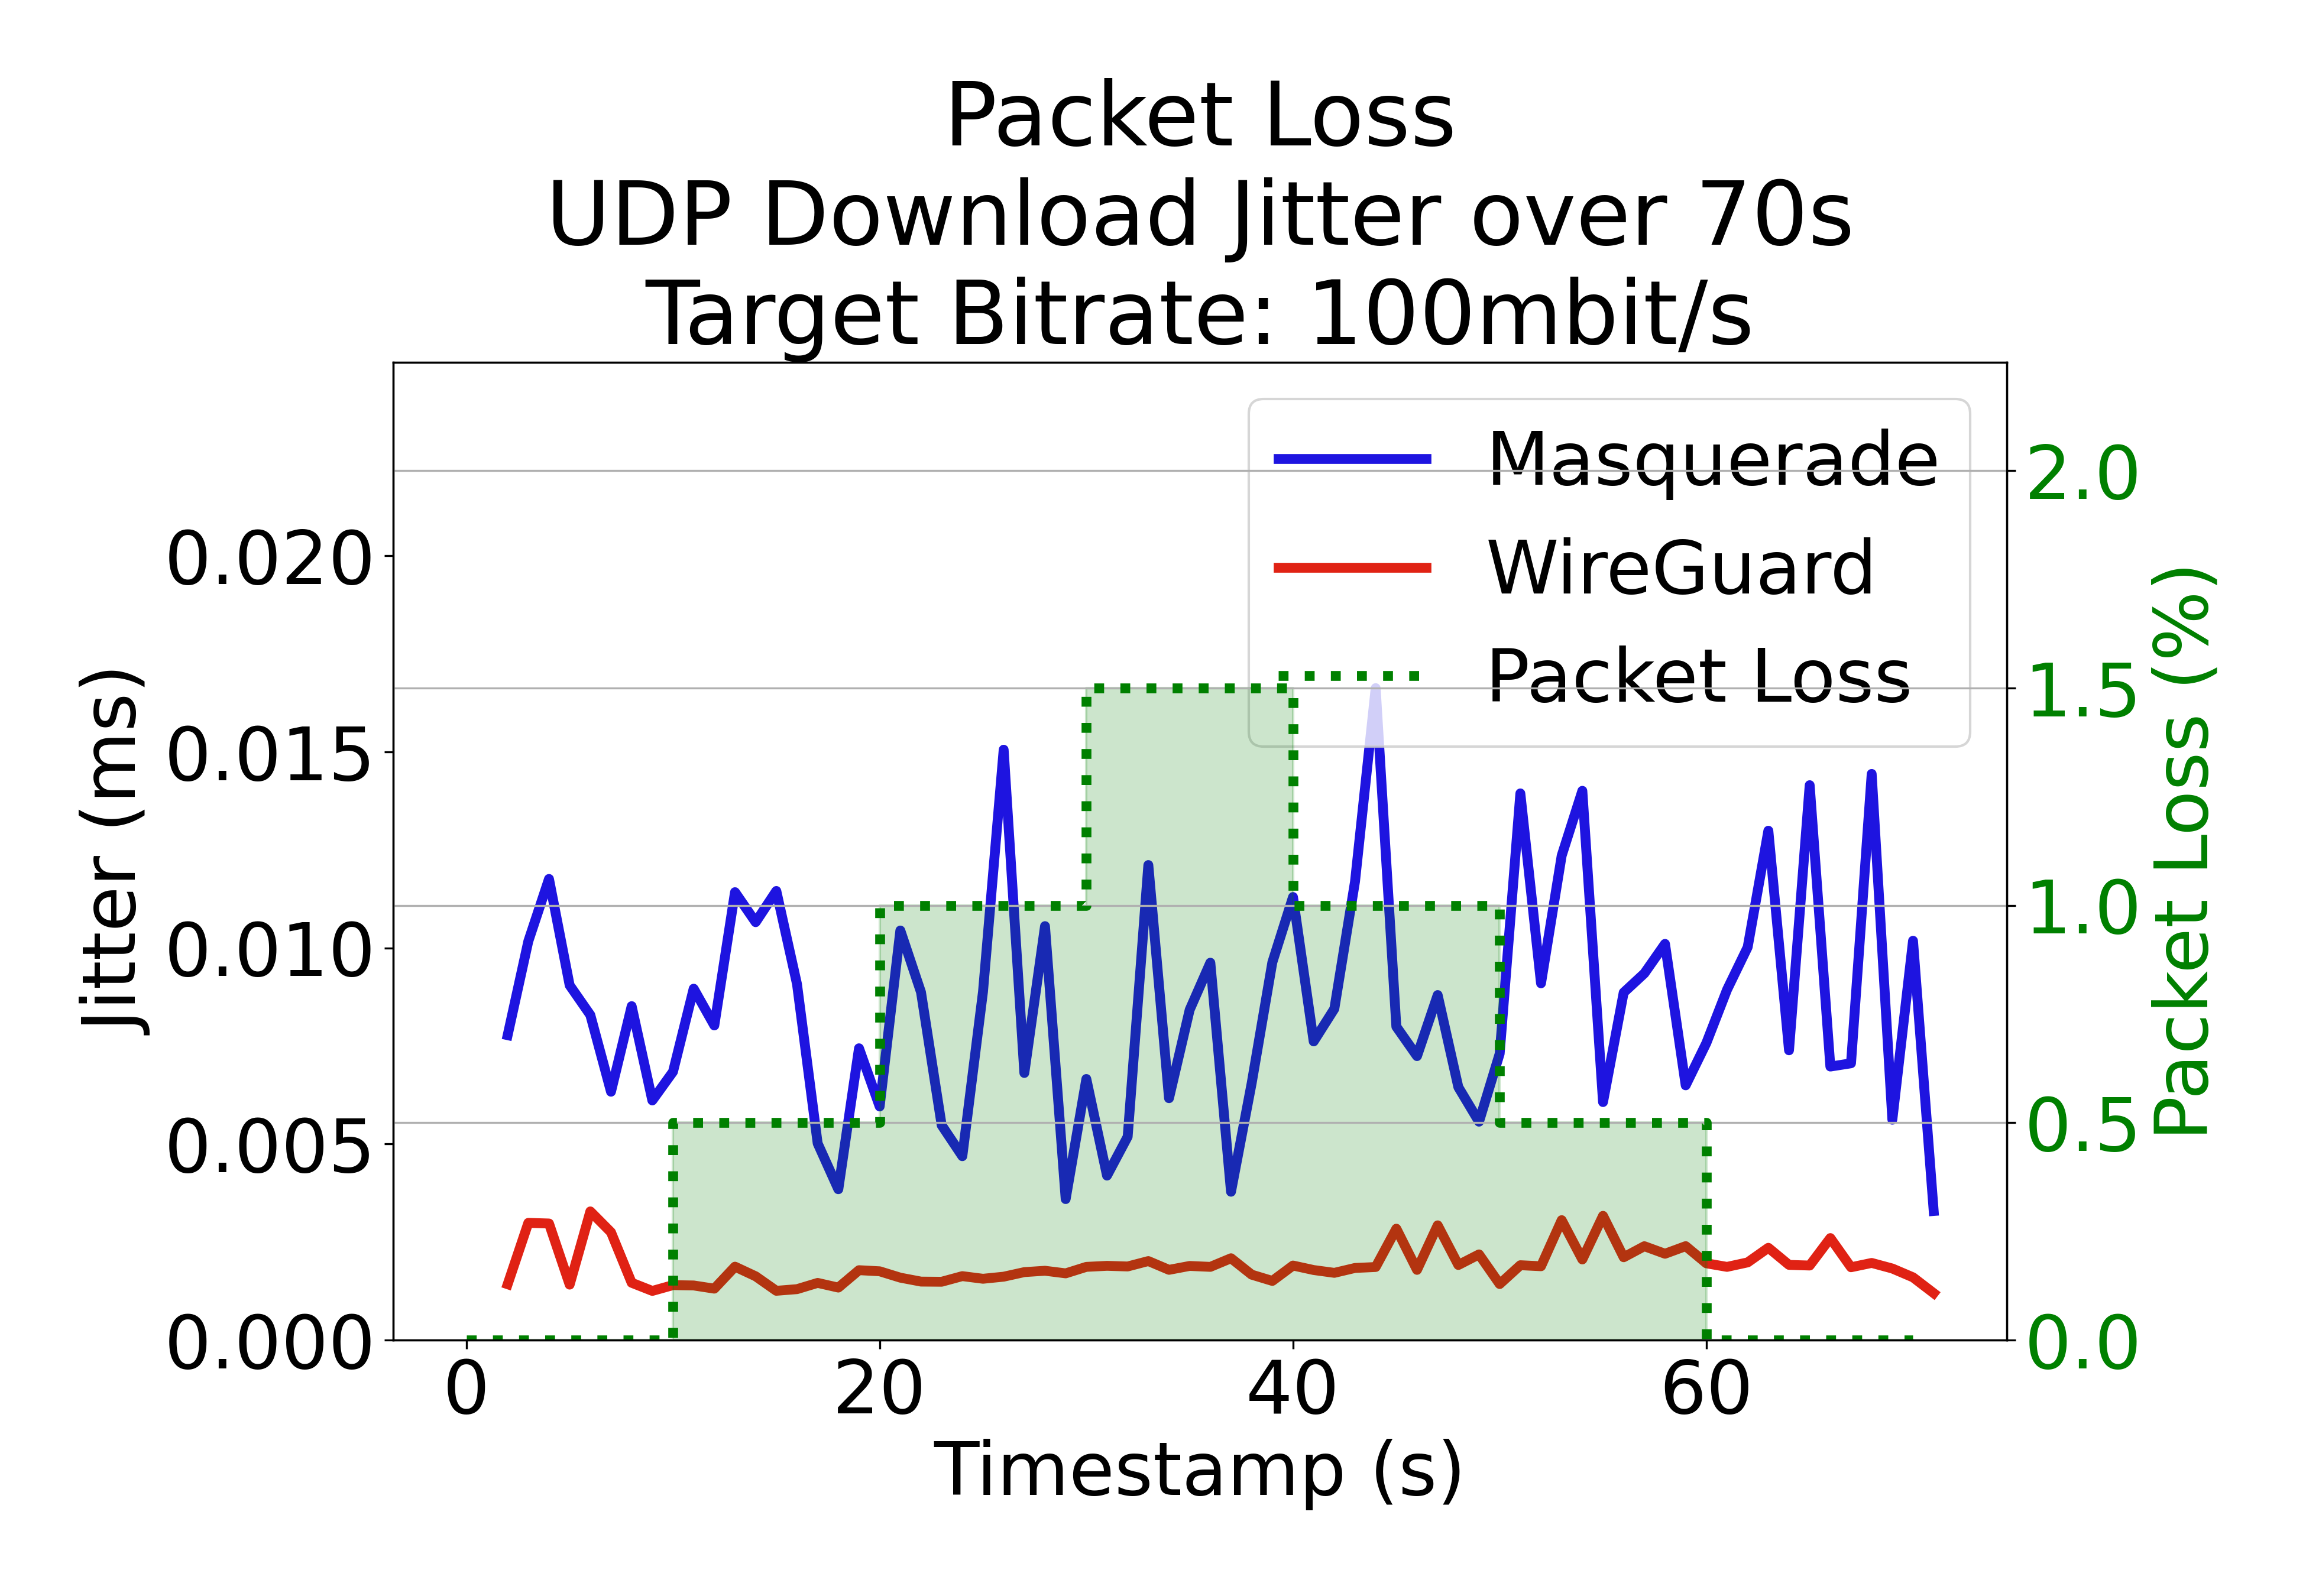 Packet Loss
UDP Download Jitter over 70s
Target Bitrate: 100mbit/s
Masquerade
WireGuard
Packet Loss
Jitter (ms)
0.020
0.015
0.010
0.005
0.000
2.0
1.5
1.0
0.5
0.0
Packet Loss (%)
0 20 40 60
Timestamp (s)